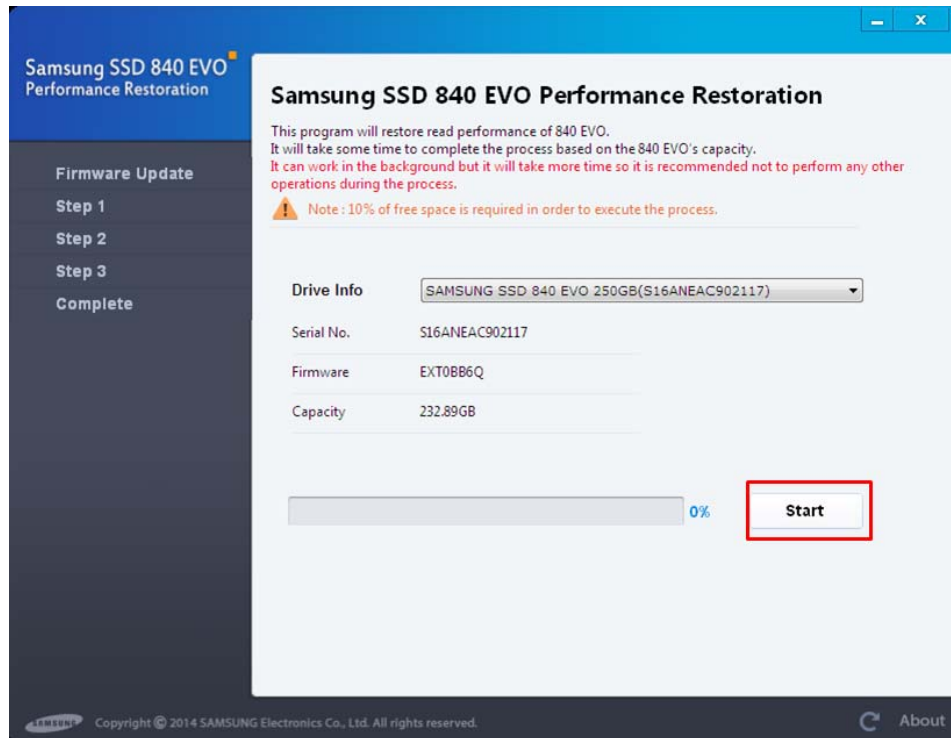 Samsung SSD 840 EVO
Performance Restoration
Firmware Update
Step 1
Step 2
Step 3
Complete
Samsung SSD 840 EVO Performance Restoration
This program will restore read performance of 840 EVO.
It will take some time to complete the process based on the 840 EVO's capacity.
It can work in the background but it will take more time so it is recommended not to perform any other
operations during the process.
Note : 10% of free space is required in order to execute the process.
Drive Info SAMSUNG SSD 840 EVO 250GB(S16ANEAC902117)
Serial No. S16ANEAC902117
Firmware EXT0BB6Q
Capacity 232.89GB
0% Start
SAMSUNG Copyright © 2014 SAMSUNG Electronics Co., Ltd. All rights reserved. About